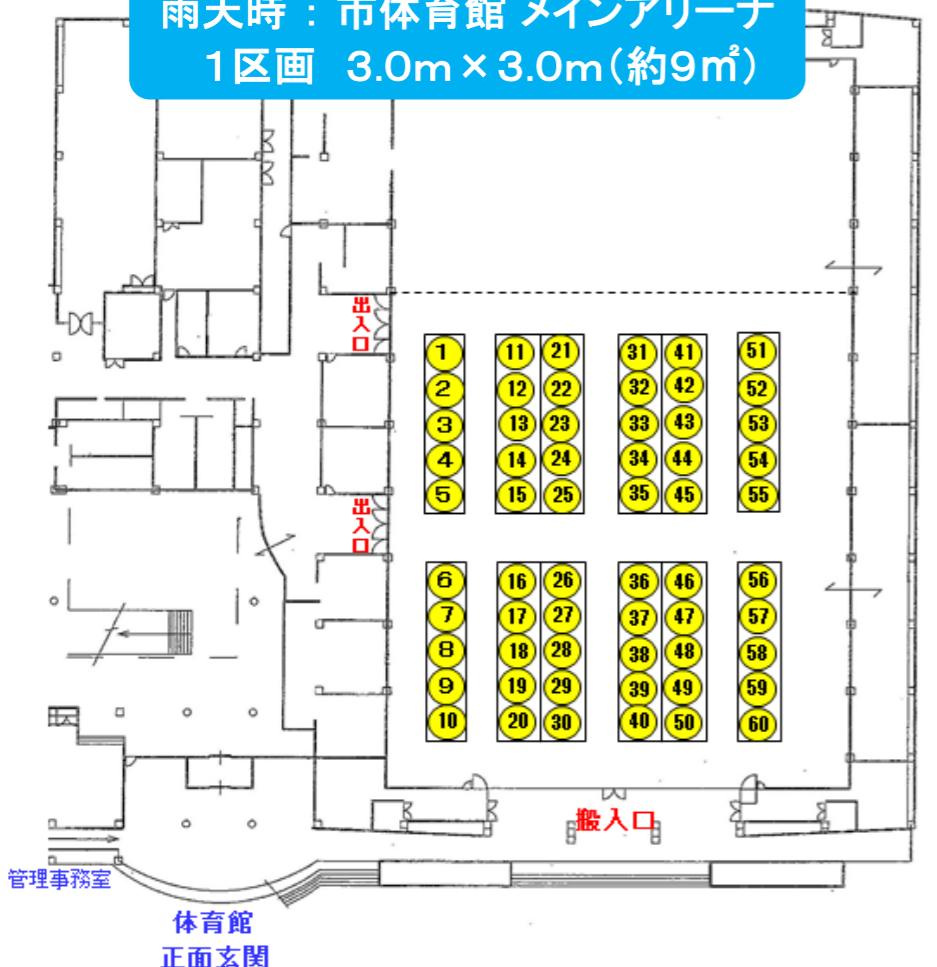 雨天時：市体育館 メインアリーナ
1区画　3.0m×3.0m（約9㎡）
出入口
1 11 21 31 41 51
2 12 22 32 42 52
3 13 23 33 43 53
4 14 24 34 44 54
5 15 25 35 45 55
出入口
6 16 26 36 46 56
7 17 27 37 47 57
8 18 28 38 48 58
9 19 29 39 49 59
10 20 30 40 50 60
搬入口
管理事務室
体育館
正面玄関